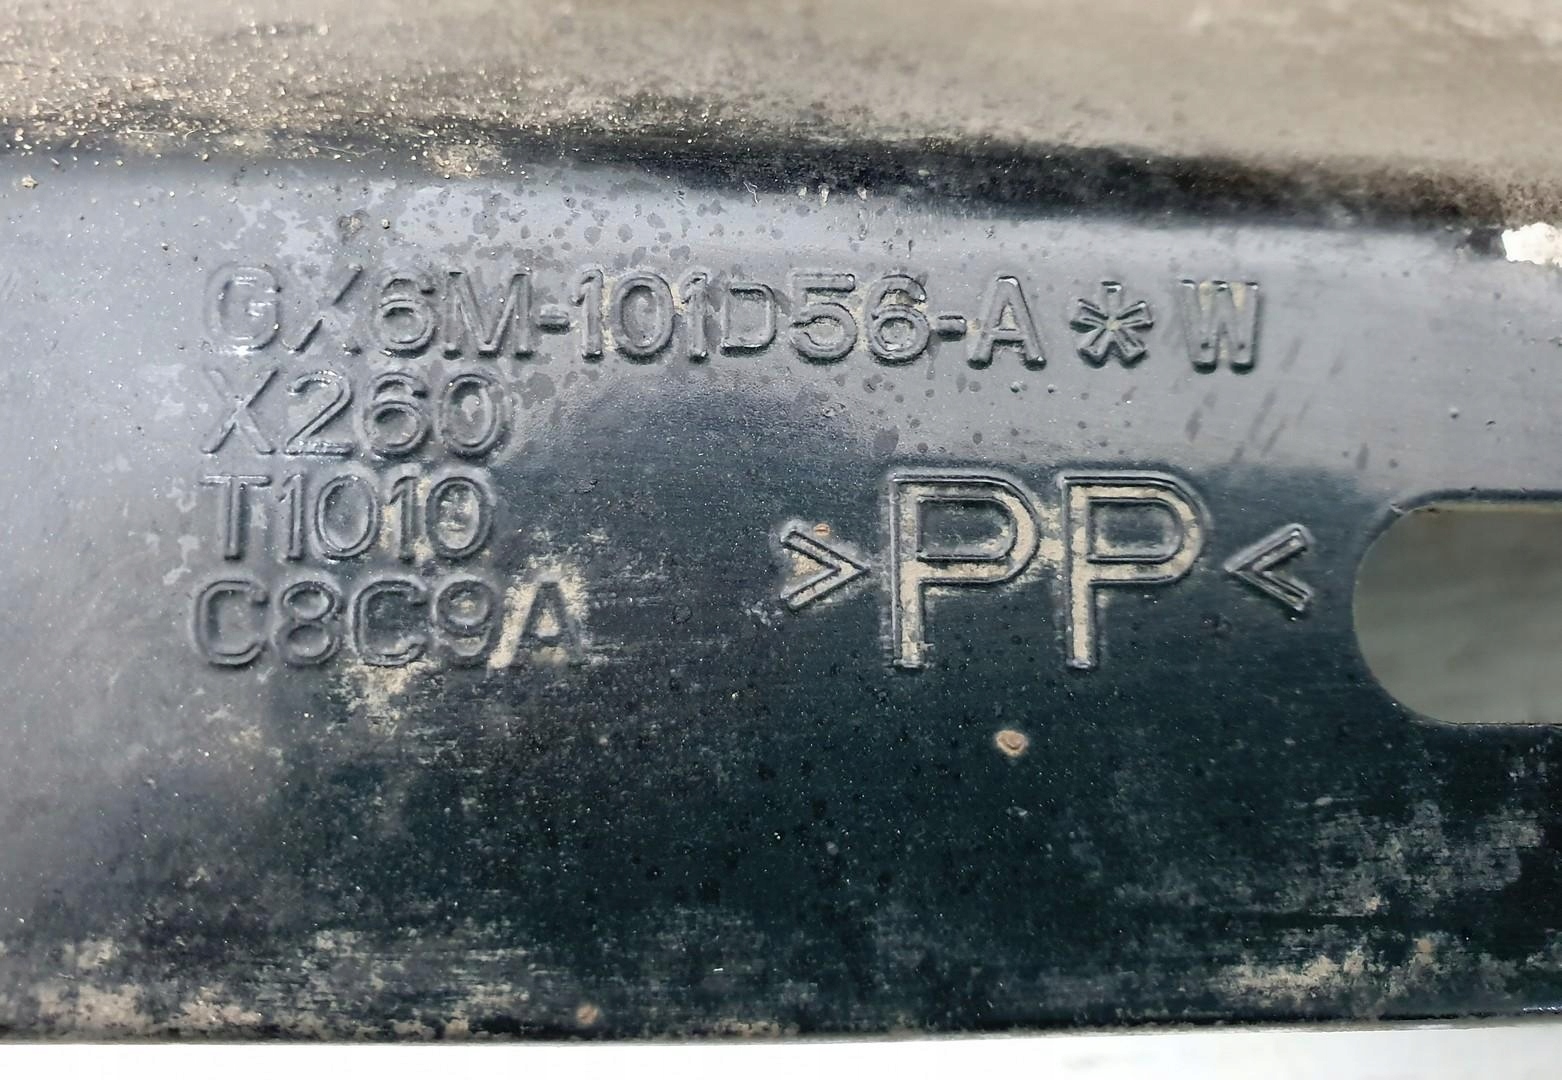 GX6M-101D56-A * W
X260
T1010
C8C9A
>PP<